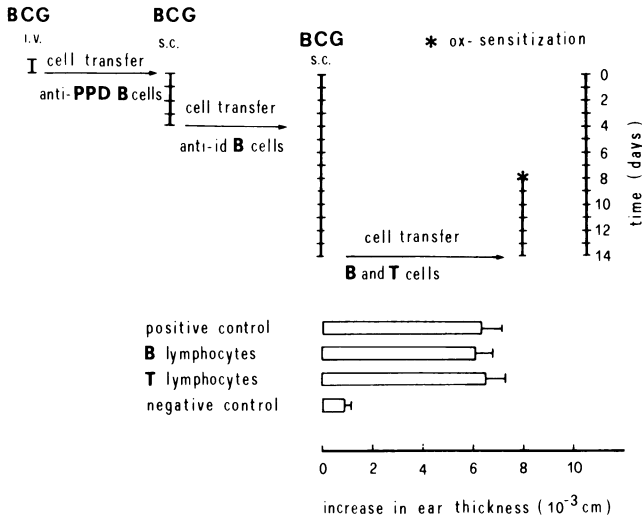 BCG
I.V.
BCG
S.C.
BCG
S.C.
* ox-sensitization
cell transfer
anti-PPD B cells
cell transfer
anti-id B cells
cell transfer
B and T cells
0
2
4
6
8
10
12
14
time (days)
positive control
B lymphocytes
T lymphocytes
negative control
0 2 4 6 8 10
increase in ear thickness (10⁻³ cm)